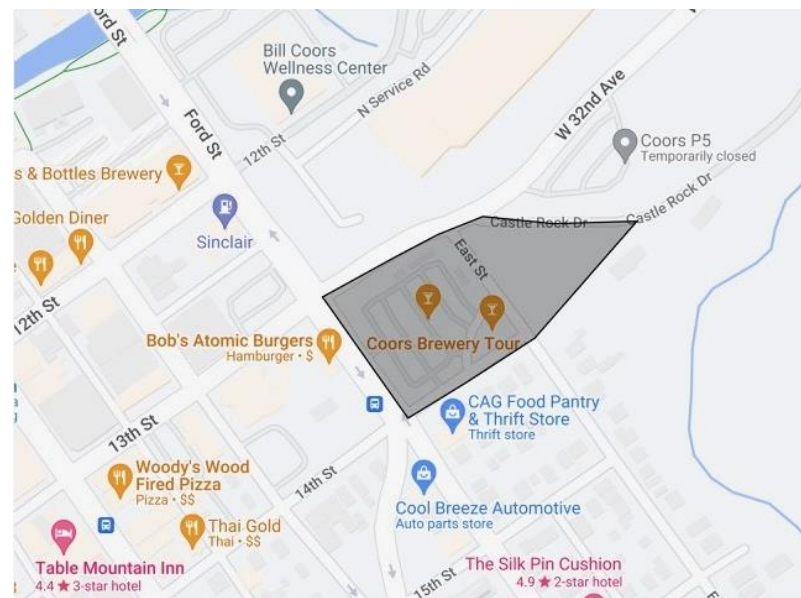 ord St
Bill Coors
Wellness Center
N Service Rd
W 32nd Ave
Ford St
12th St
Coors P5
Temporarily closed
s & Bottles Brewery
Castle Rock Dr
Castle Rock Dr
Golden Diner
Sinclair
East St
12th St
Bob's Atomic Burgers
Hamburger • $
Coors Brewery Tour
CAG Food Pantry
& Thrift Store
Thrift store
13th St
Woody's Wood
Fired Pizza
Pizza • $$
14th St
Cool Breeze Automotive
Auto parts store
Thai Gold
Thai • $$
Table Mountain Inn
4.4 ★ 3-star hotel
15th St
The Silk Pin Cushion
4.9 ★ 2-star hotel